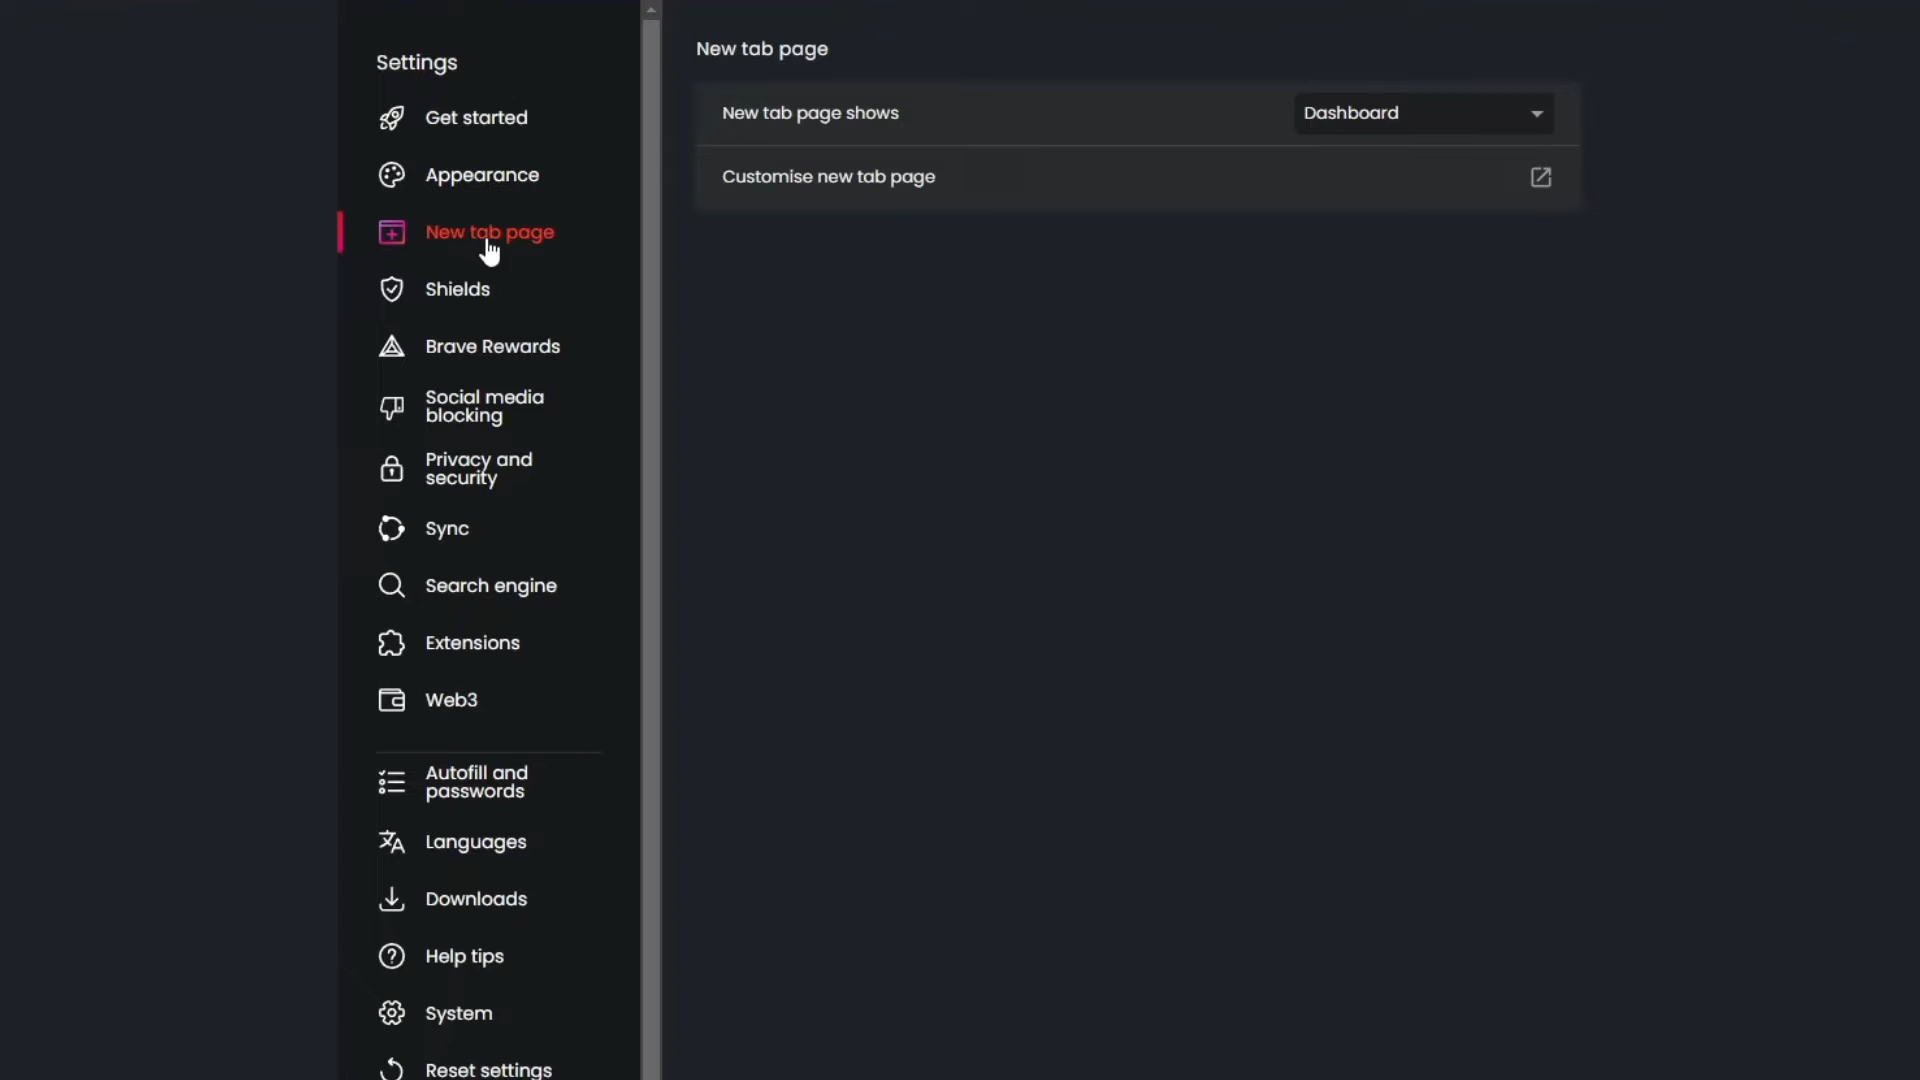 Settings
Get started
Appearance
New tab page
Shields
Brave Rewards
Social media
blocking
Privacy and
security
Sync
Search engine
Extensions
Web3
Autofill and
passwords
Languages
Downloads
Help tips
System
Reset settings
New tab page
New tab page shows
Dashboard
Customise new tab page